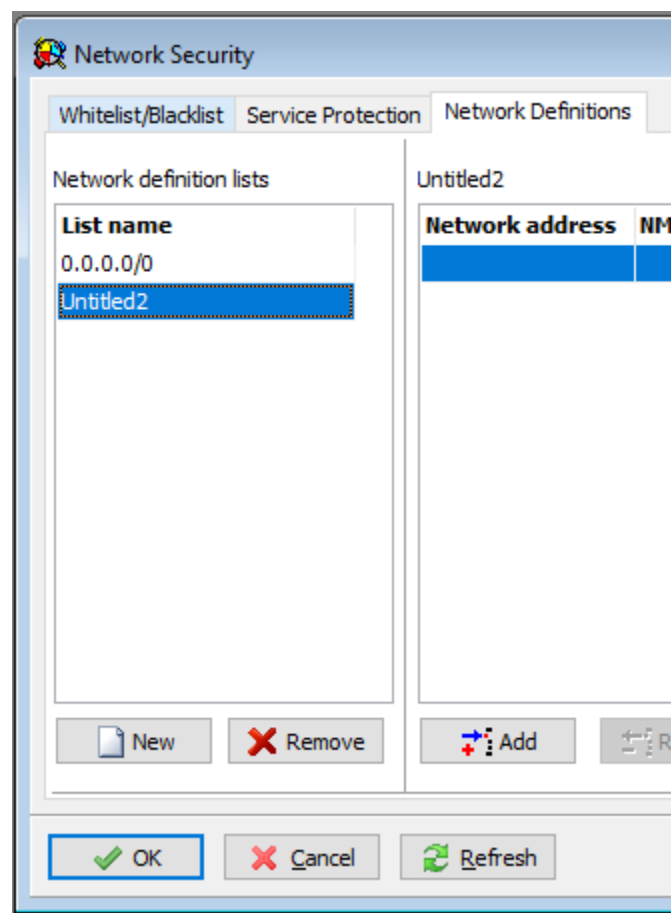 Network Security
Whitelist/Blacklist Service Protection Network Definitions
Network definition lists
Untitled2
List name
Network address
0.0.0.0/0
Untitled2
New Remove Add
OK Cancel Refresh